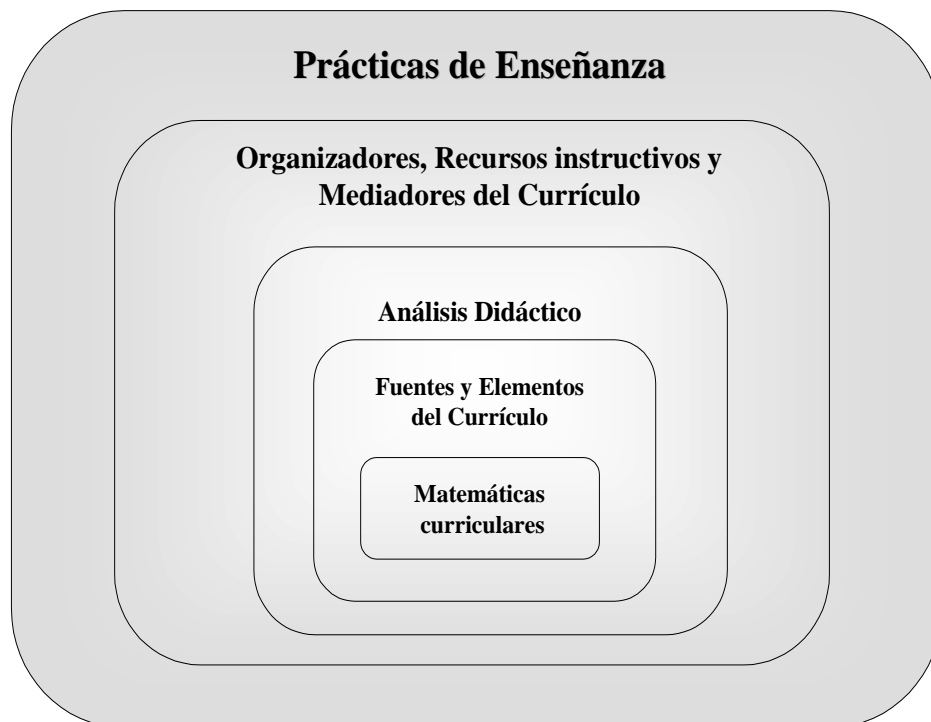 Prácticas de Enseñanza
Organizadores, Recursos instructivos y
Mediadores del Currículo
Análisis Didáctico
Fuentes y Elementos
del Currículo
Matemáticas
curriculares